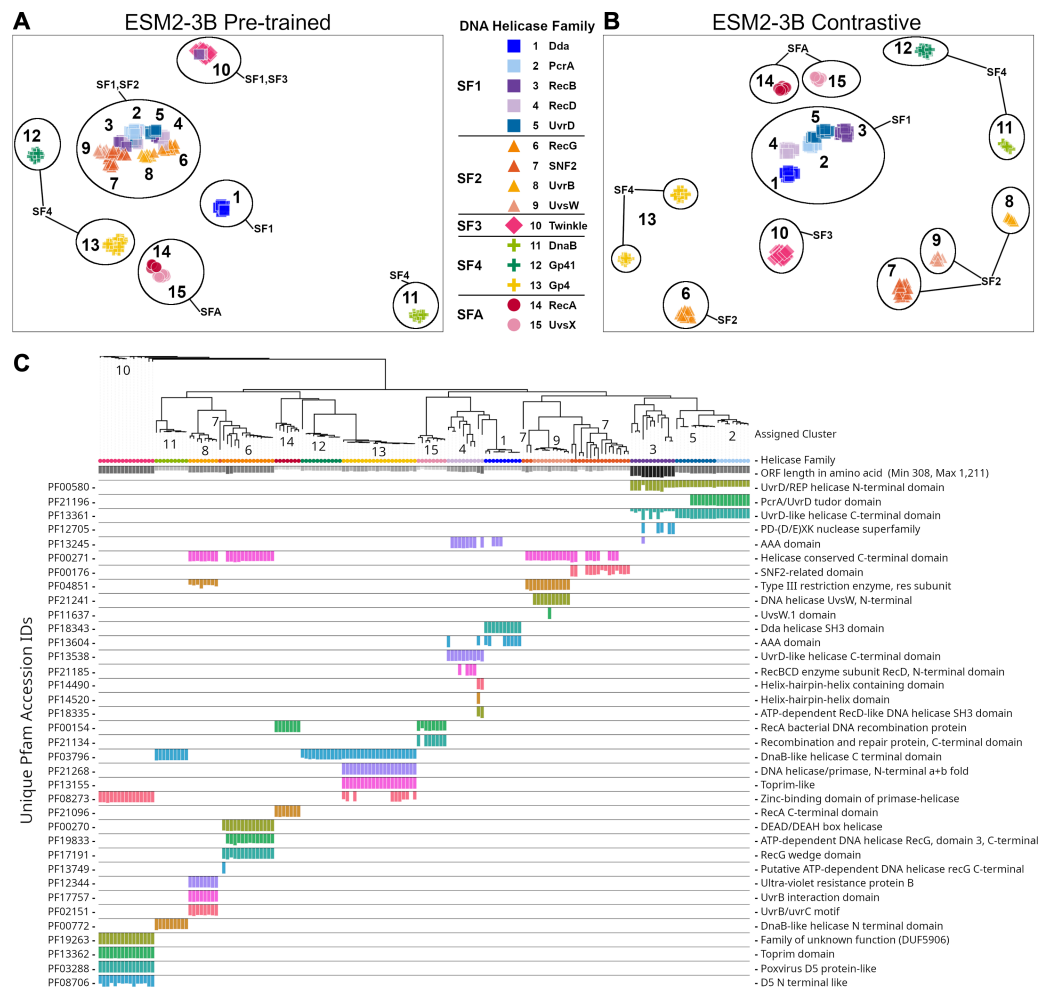 A
ESM2-3B Pre-trained
10
SF1,SF3
SF1,SF2
2
5
3
4
9
6
7
8
12
SF4
13
1
SF1
14
15
SFA
SF4
11
DNA Helicase Family
SF1
1 Dda
2 PcrA
3 RecB
4 RecD
5 UvrD
SF2
6 RecG
7 SNF2
8 UvrB
9 UvsW
SF3
10 Twinkle
SF4
11 DnaB
12 Gp41
13 Gp4
SFA
14 RecA
15 UvsX
B
ESM2-3B Contrastive
SFA
14
15
12
SF4
11
SF1
5
3
4
2
1
SF4
13
10
SF3
8
9
7
SF2
6
SF2
C
10
11
8
7
6
14
12
13
15
4
1
7
9
7
3
5
2
Assigned Cluster
- Helicase Family
- ORF length in amino acid (Min 308, Max 1,211)
Unique Pfam Accession IDs
PF00580 - - UvrD/REP helicase N-terminal domain
PF21196 - - PcrA/UvrD tudor domain
PF13361 - - UvrD-like helicase C-terminal domain
PF12705 - - PD-(D/E)XK nuclease superfamily
PF13245 - - AAA domain
PF00271 - - Helicase conserved C-terminal domain
PF00176 - - SNF2-related domain
PF04851 - - Type III restriction enzyme, res subunit
PF21241 - - DNA helicase UvsW, N-terminal
PF11637 - - UvsW.1 domain
PF18343 - - Dda helicase SH3 domain
PF13604 - - AAA domain
PF13538 - - UvrD-like helicase C-terminal domain
PF21185 - - RecBCD enzyme subunit RecD, N-terminal domain
PF14490 - - Helix-hairpin-helix containing domain
PF14520 - - Helix-hairpin-helix domain
PF18335 - - ATP-dependent RecD-like DNA helicase SH3 domain
PF00154 - - RecA bacterial DNA recombination protein
PF21134 - - Recombination and repair protein, C-terminal domain
PF03796 - - DnaB-like helicase C terminal domain
PF21268 - - DNA helicase/primase, N-terminal a+b fold
PF13155 - - Toprim-like
PF08273 - - Zinc-binding domain of primase-helicase
PF21096 - - RecA C-terminal domain
PF00270 - - DEAD/DEAH box helicase
PF19833 - - ATP-dependent DNA helicase RecG, domain 3, C-terminal
PF17191 - - RecG wedge domain
PF13749 - - Putative ATP-dependent DNA helicase recG C-terminal
PF12344 - - Ultra-violet resistance protein B
PF17757 - - UvrB interaction domain
PF02151 - - UvrB/uvrC motif
PF00772 - - DnaB-like helicase N terminal domain
PF19263 - - Family of unknown function (DUF5906)
PF13362 - - Toprim domain
PF03288 - - Poxvirus D5 protein-like
PF08706 - - D5 N terminal like